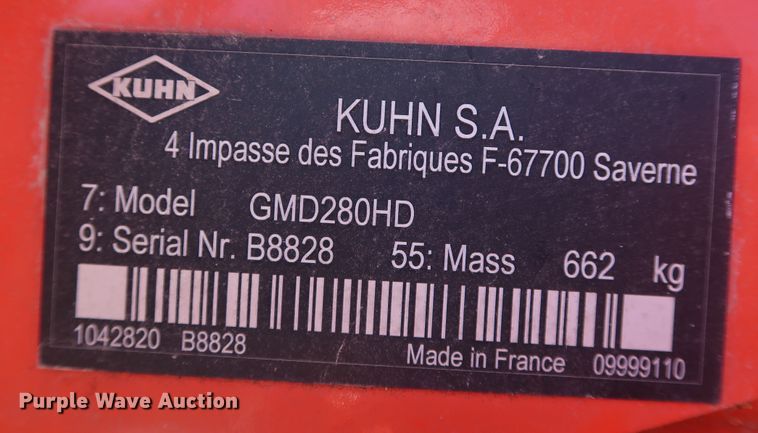 KUHN
KUHN S.A.
4 Impasse des Fabriques F-67700 Saverne
7: Model GMD280HD
9: Serial Nr. B8828 55: Mass 662 kg
1042820 B8828 Made in France 09999110
Purple Wave Auction